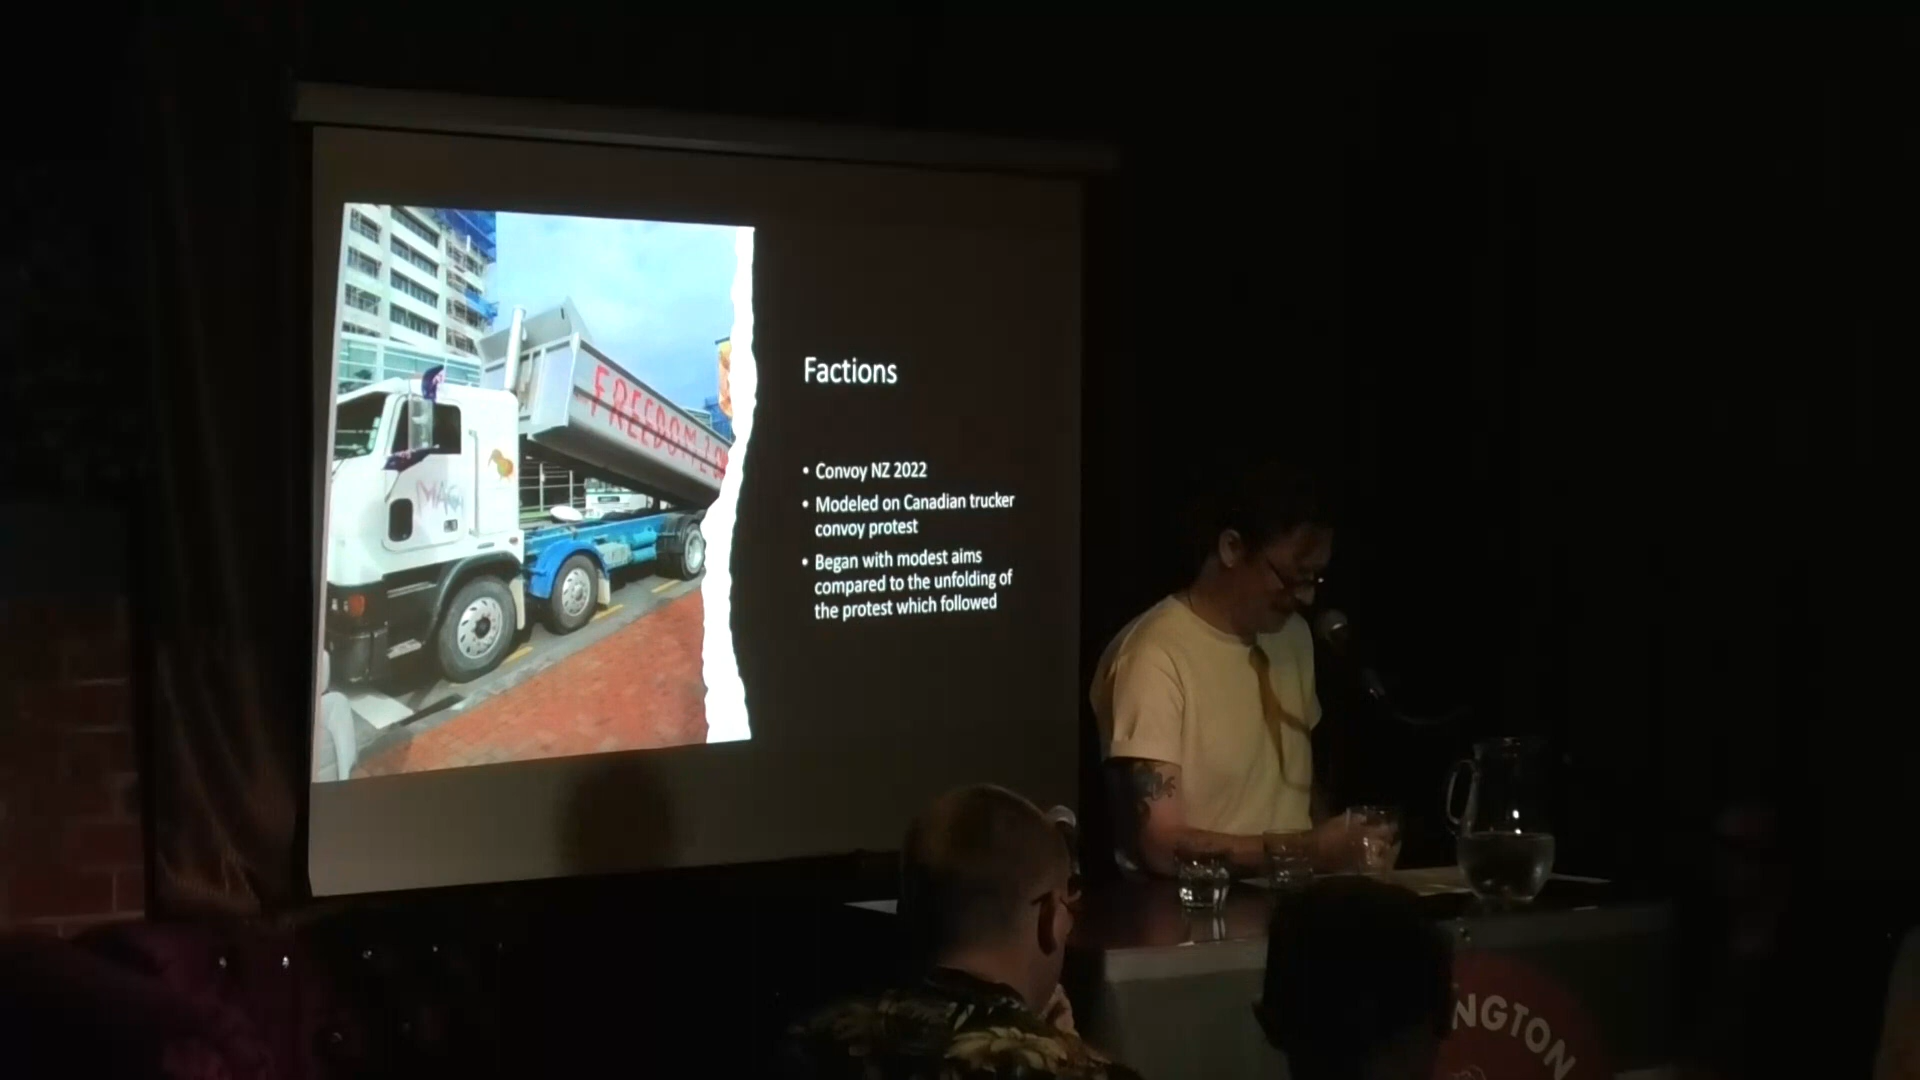 FREEDOM
Factions
• Convoy NZ 2022
• Modeled on Canadian trucker
convoy protest
• Began with modest aims
compared to the unfolding of
the protest which followed
NGTON